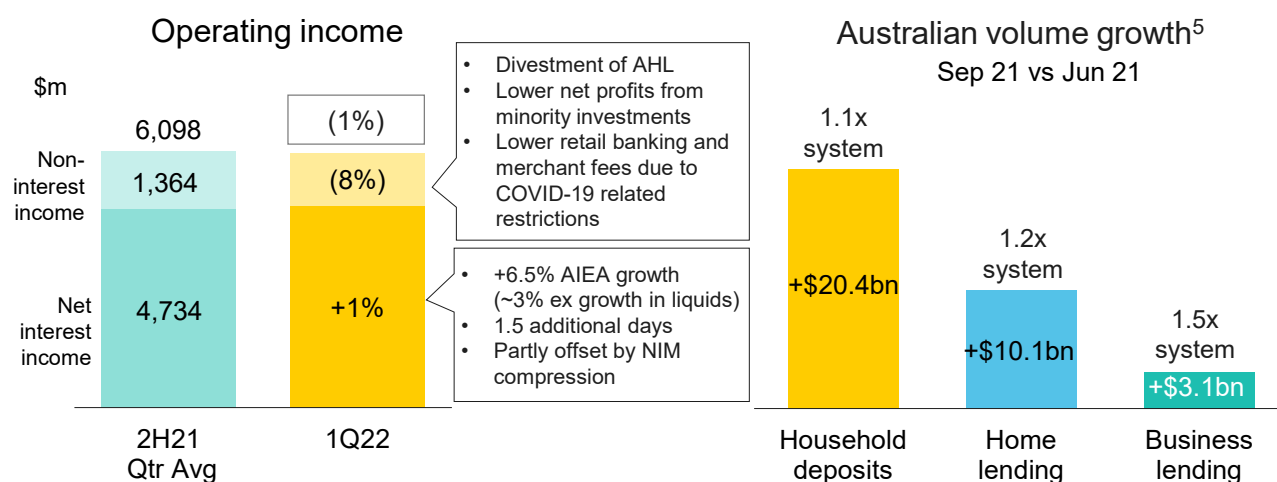 Operating income
$m
6,098
Non-
interest
income
1,364
Net
interest
income
4,734
2H21
Qtr Avg
(1%)
(8%)
+1%
1Q22
• Divestment of AHL
• Lower net profits from
minority investments
• Lower retail banking and
merchant fees due to
COVID-19 related
restrictions
• +6.5% AIEA growth
(~3% ex growth in liquids)
• 1.5 additional days
• Partly offset by NIM
compression
Australian volume growth⁵
Sep 21 vs Jun 21
1.1x
system
+$20.4bn
Household
deposits
1.2x
system
+$10.1bn
Home
lending
1.5x
system
+$3.1bn
Business
lending